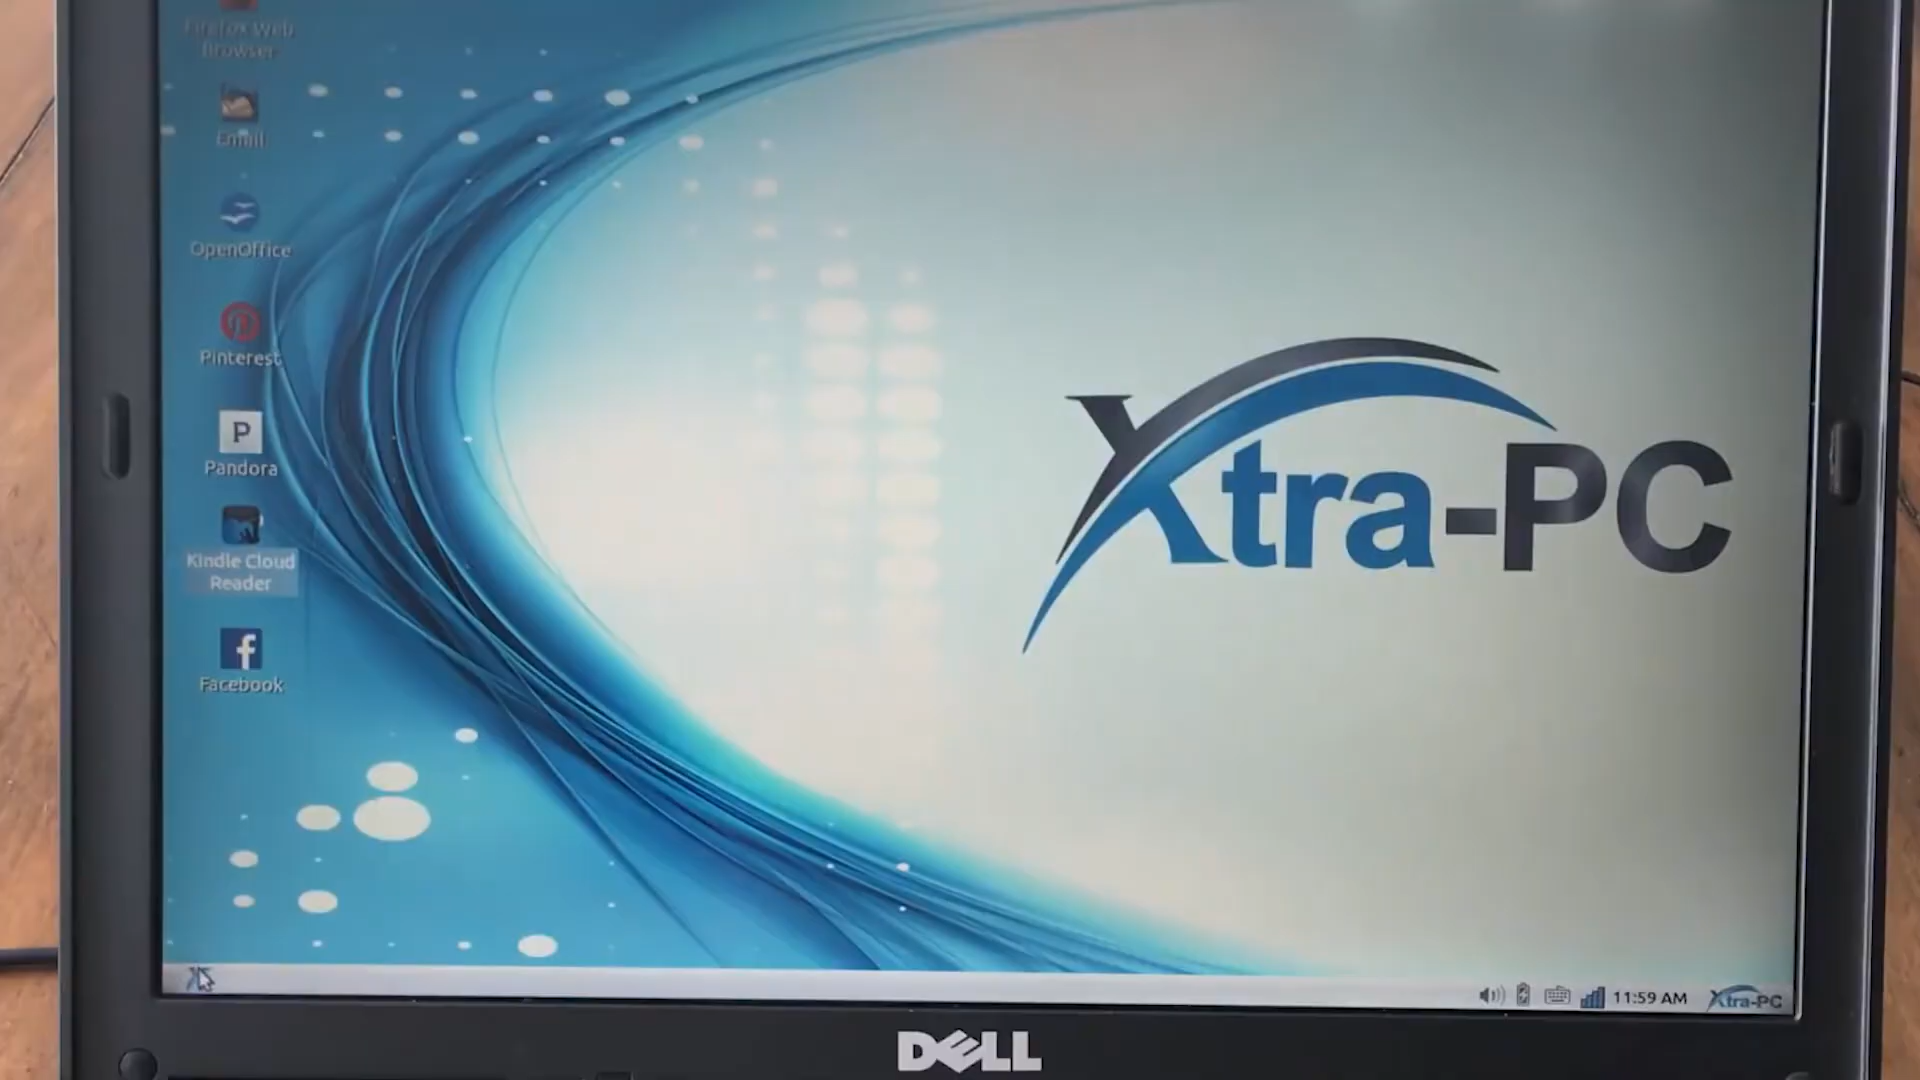 Firefox Web
Browser
Email
OpenOffice
Pinterest
P
Pandora
Kindle Cloud
Reader
f
Facebook
Xtra-PC
11:59 AM
Xtra-PC
DELL